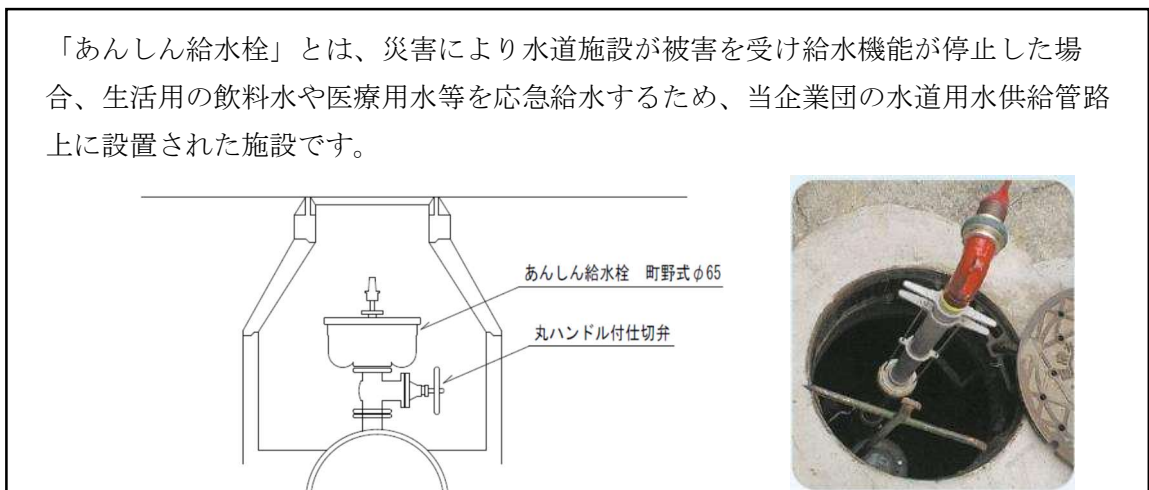 「あんしん給水栓」とは、災害により水道施設が被害を受け給水機能が停止した場
合、生活用の飲料水や医療用水等を応急給水するため、当企業団の水道用水供給管路
上に設置された施設です。
あんしん給水栓　町野式φ65
丸ハンドル付仕切弁